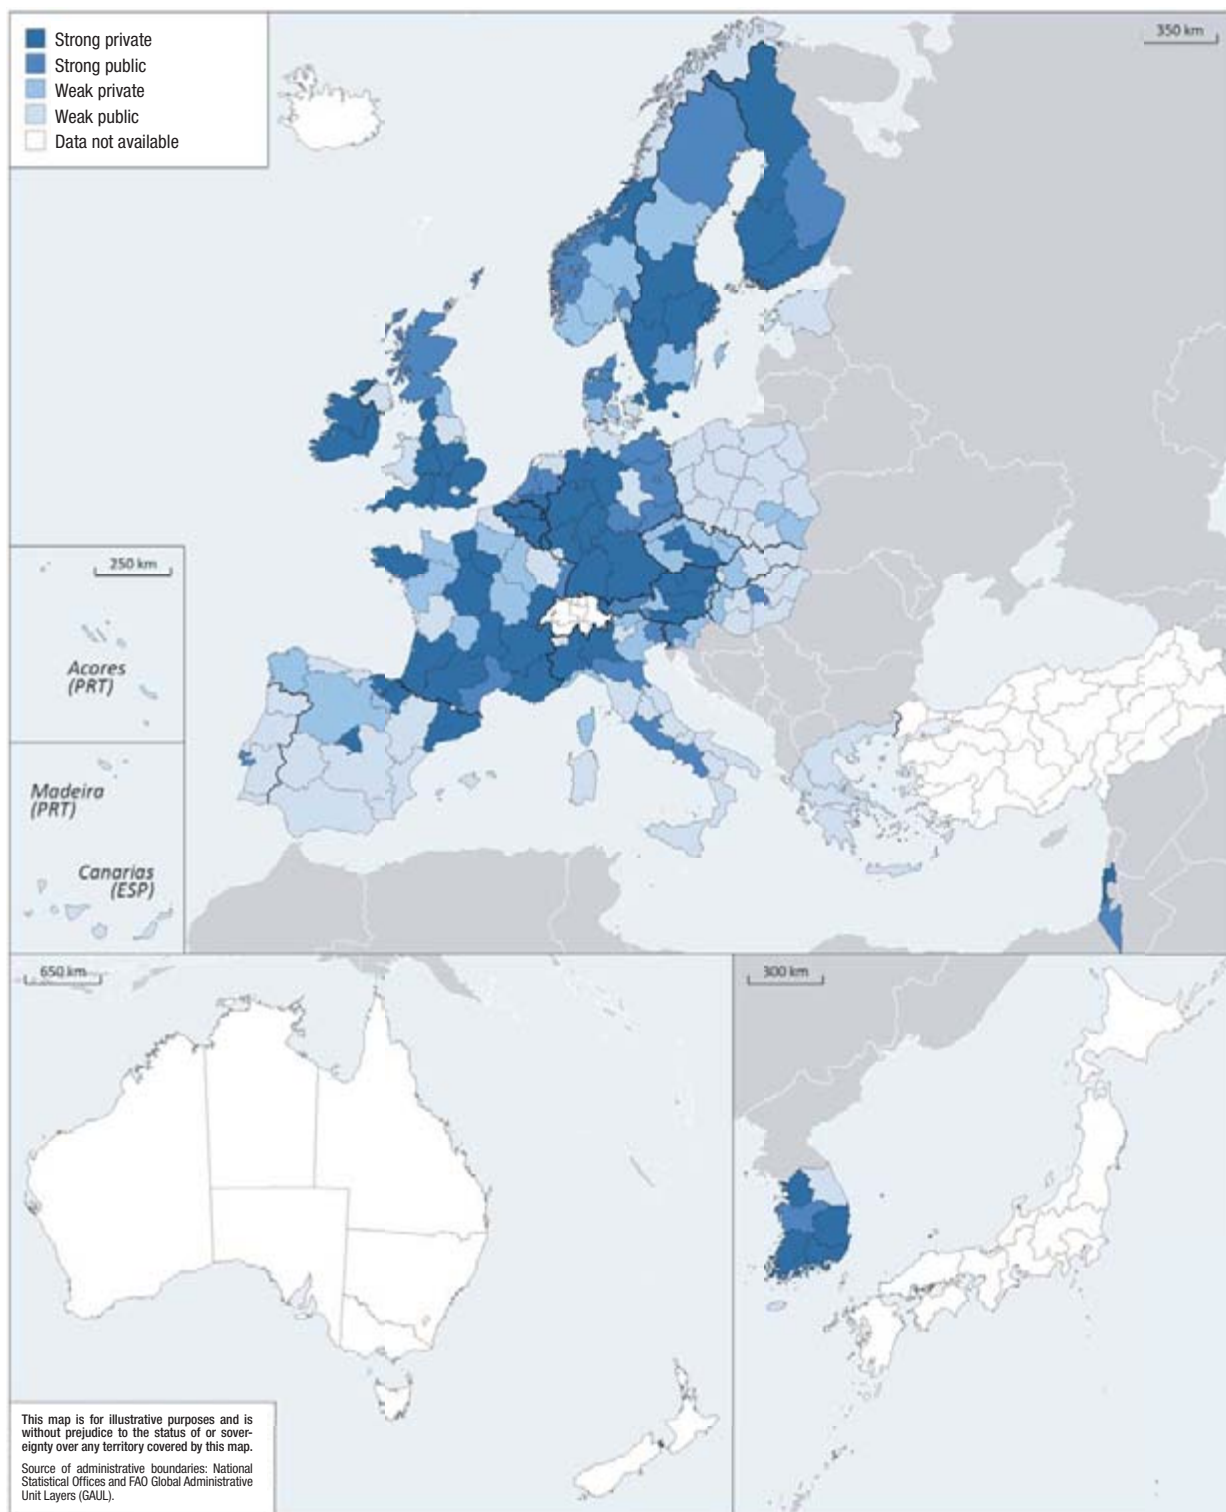 Strong private
Strong public
Weak private
Weak public
Data not available
350 km
250 km
Acores
(PRT)
Madeira
(PRT)
Canarias
(ESP)
650 km
300 km
This map is for illustrative purposes and is
without prejudice to the status of or sover-
eignty over any territory covered by this map.
Source of administrative boundaries: National
Statistical Offices and FAO Global Administrative
Unit Layers (GAUL).